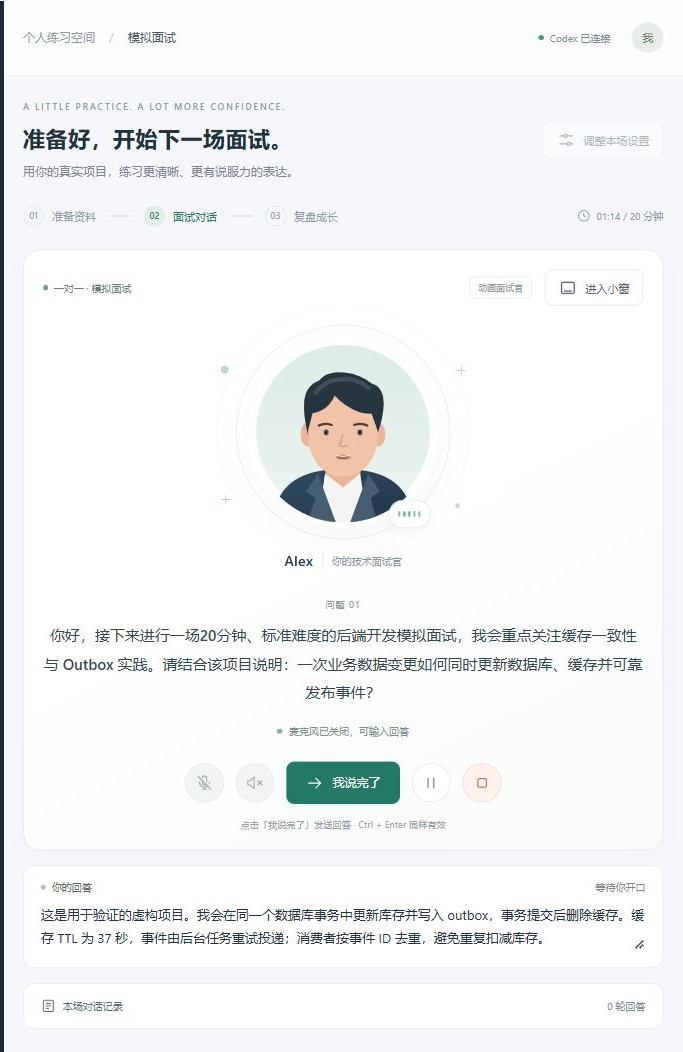 个人练习空间 / 模拟面试
Codex 已连接
我
A LITTLE PRACTICE. A LOT MORE CONFIDENCE.
准备好，开始下一场面试。
调整本场设置
用你的真实项目，练习更清晰、更有说服力的表达。
01 准备资料
02 面试对话
03 复盘成长
01:14 / 20 分钟
一对一 · 模拟面试
动画面试官
进入小窗
Alex
你的技术面试官
问题 01
你好，接下来进行一场20分钟、标准难度的后端开发模拟面试，我会重点关注缓存一致性
与 Outbox 实践。请结合该项目说明：一次业务数据变更如何同时更新数据库、缓存并可靠
发布事件？
麦克风已关闭，可输入回答
我说完了
点击「我说完了」发送回答 · Ctrl + Enter 同样有效
你的回答
等待你开口
这是用于验证的虚构项目。我会在同一个数据库事务中更新库存并写入 outbox，事务提交后删除缓存。缓
存 TTL 为 37 秒，事件由后台任务重试投递；消费者按事件 ID 去重，避免重复扣减库存。
本场对话记录
0 轮回答